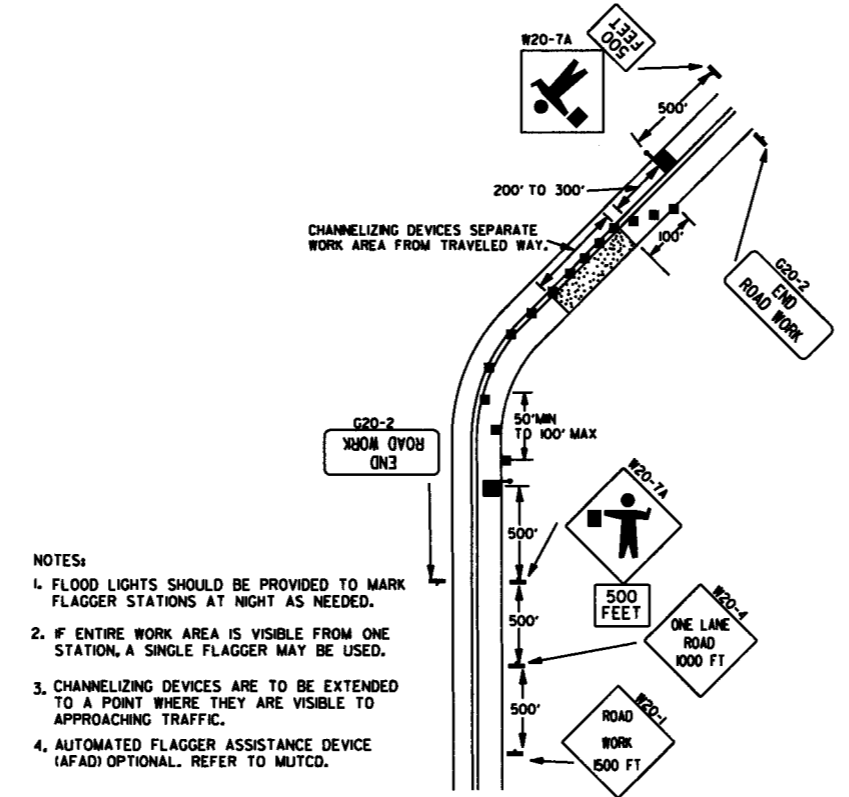 W20-7A
500
FEET
500'
200' TO 300'
CHANNELIZING DEVICES SEPARATE
WORK AREA FROM TRAVELED WAY.
100'
G20-2
END
ROAD WORK
G20-2
END
ROAD WORK
50'MIN
TO 100' MAX
W20-7A
500'
500
FEET
500'
W20-4
ONE LANE
ROAD
1000 FT
500'
W20-1
ROAD
WORK
1500 FT
NOTES:
1. FLOOD LIGHTS SHOULD BE PROVIDED TO MARK
FLAGGER STATIONS AT NIGHT AS NEEDED.
2. IF ENTIRE WORK AREA IS VISIBLE FROM ONE
STATION, A SINGLE FLAGGER MAY BE USED.
3. CHANNELIZING DEVICES ARE TO BE EXTENDED
TO A POINT WHERE THEY ARE VISIBLE TO
APPROACHING TRAFFIC.
4. AUTOMATED FLAGGER ASSISTANCE DEVICE
(AFAD) OPTIONAL. REFER TO MUTCD.